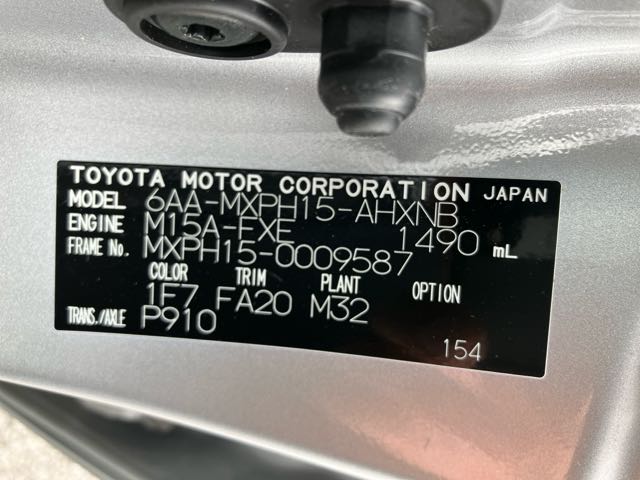 TOYOTA MOTOR CORPORATION JAPAN
MODEL 6AA-MXPH15-AHXNB
ENGINE M15A-FXE 1490 mL
FRAME No. MXPH15-0009587
COLOR TRIM PLANT OPTION
1F7 FA20 M32
TRANS./AXLE P910
154